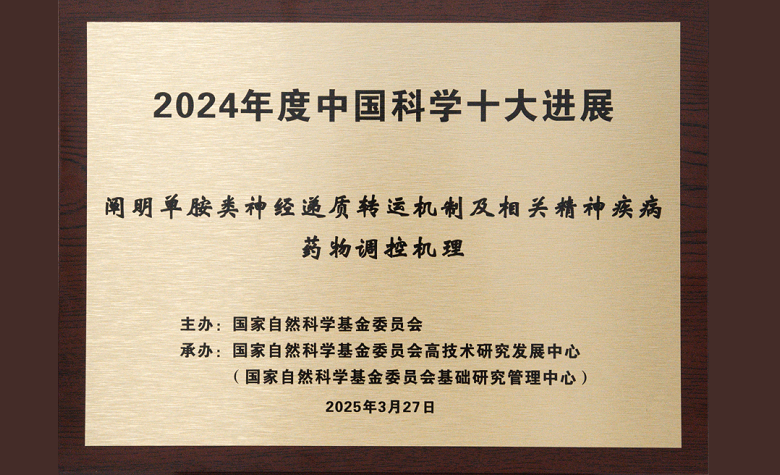 2024年度中国科学十大进展
阐明单胺类神经递质转运机制及相关精神疾病
药物调控机理
主办：国家自然科学基金委员会
承办：国家自然科学基金委员会高技术研究发展中心
（国家自然科学基金委员会基础研究管理中心）
2025年3月27日